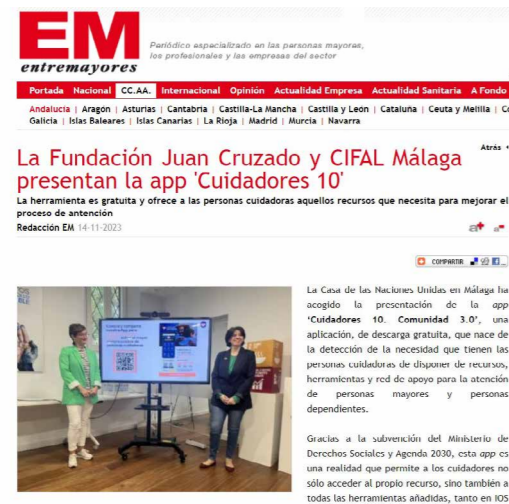 EM
entremayores
Periódico especializado en las personas mayores,
los profesionales y las empresas del sector
Portada Nacional CC.AA. Internacional Opinión Actualidad Empresa Actualidad Sanitaria A Fondo
Andalucía | Aragón | Asturias | Cantabria | Castilla-La Mancha | Castilla y León | Cataluña | Ceuta y Melilla |
Galicia | Islas Baleares | Islas Canarias | La Rioja | Madrid | Murcia | Navarra
Atrás
La Fundación Juan Cruzado y CIFAL Málaga
presentan la app 'Cuidadores 10'
La herramienta es gratuita y ofrece a las personas cuidadoras aquellos recursos que necesita para mejorar el
proceso de antención
Redacción EM 14-11-2023
a+ a-
COMPARTIR
La Casa de las Naciones Unidas en Málaga ha
acogido la presentación de la app
'Cuidadores 10. Comunidad 3.0', una
aplicación, de descarga gratuita, que nace de
la detección de la necesidad que tienen las
personas cuidadoras de disponer de recursos,
herramientas y red de apoyo para la atención
de personas mayores y personas
dependientes.
Gracias a la subvención del Ministerio de
Derechos Sociales y Agenda 2030, esta app es
una realidad que permite a los cuidadores no
sólo acceder al propio recurso, sino también a
todas las herramientas añadidas, tanto en IOS